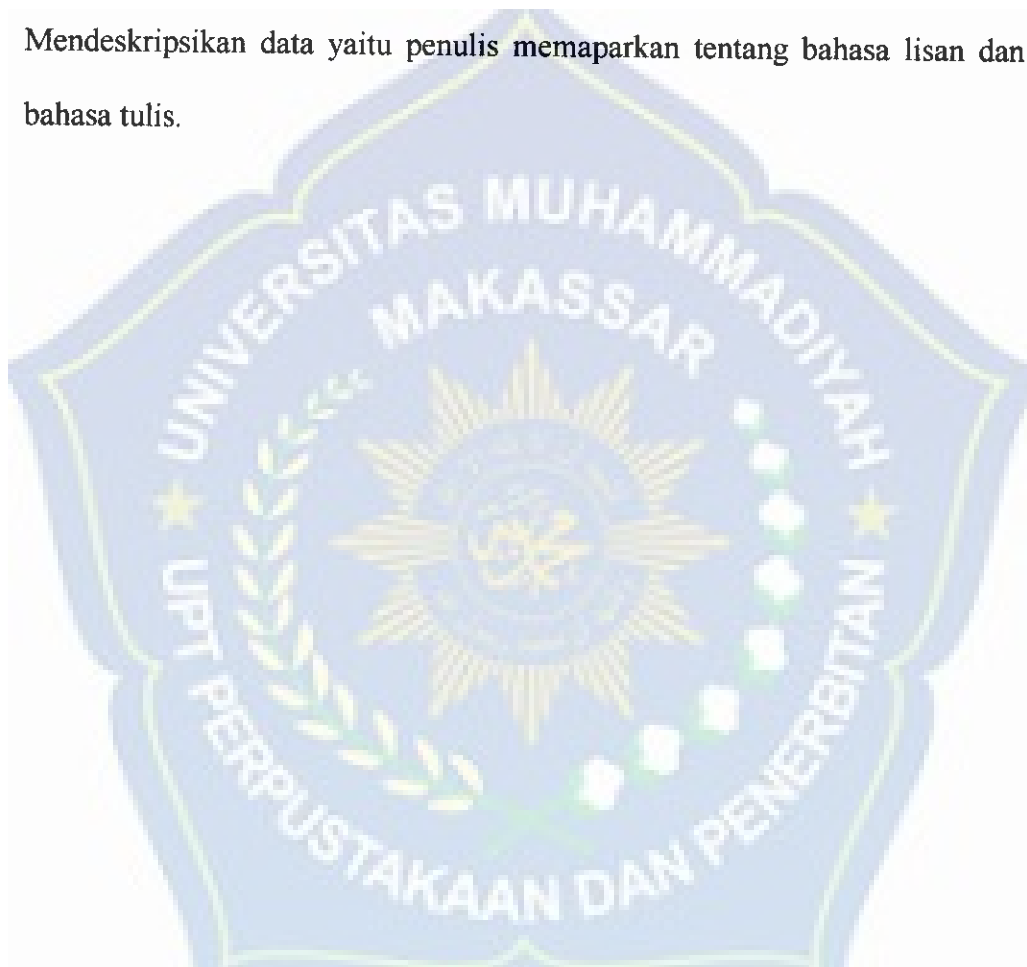 Mendeskripsikan data yaitu penulis memaparkan tentang bahasa lisan dan
bahasa tulis.
UNIVERSITAS MUHAMMADIYAH
MAKASSAR
UPT PERPUSTAKAAN DAN PENERBITAN